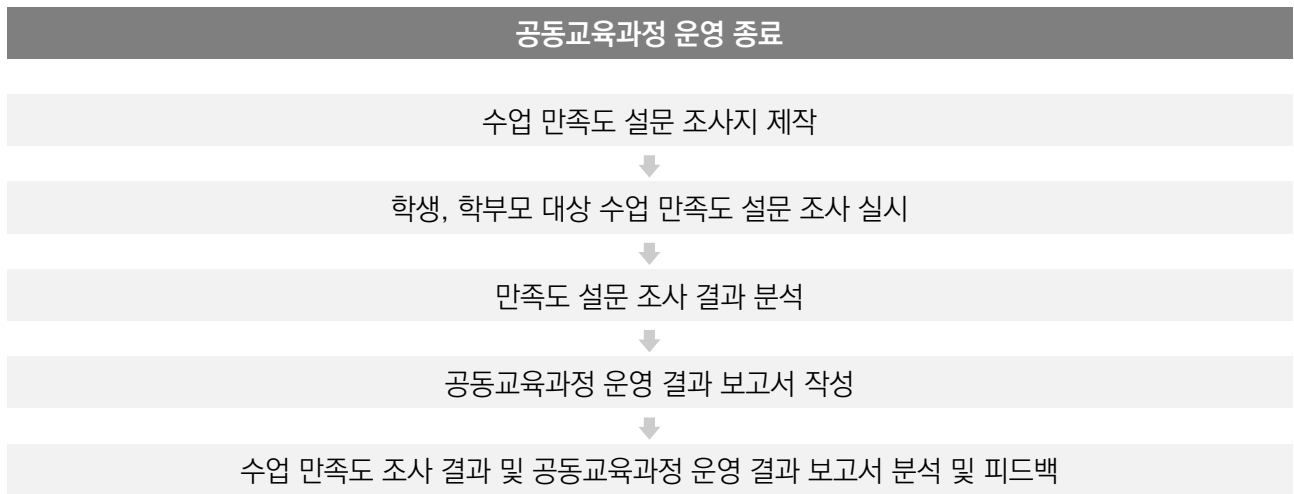 공동교육과정 운영 종료
수업 만족도 설문 조사지 제작
학생, 학부모 대상 수업 만족도 설문 조사 실시
만족도 설문 조사 결과 분석
공동교육과정 운영 결과 보고서 작성
수업 만족도 조사 결과 및 공동교육과정 운영 결과 보고서 분석 및 피드백